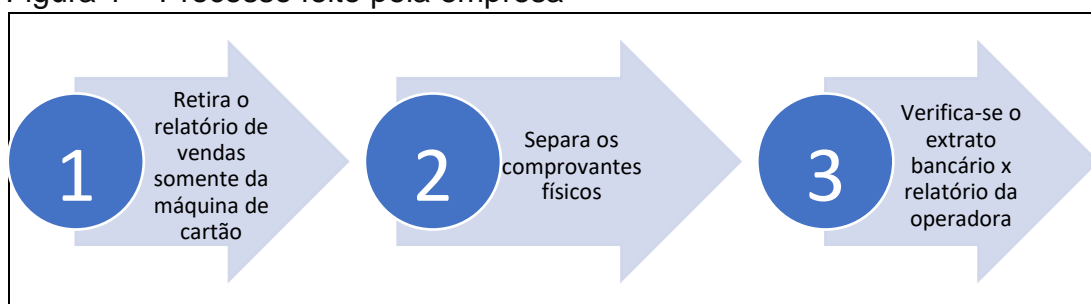 1
Retira o
relatório de
vendas
somente da
máquina de
cartão
2
Separa os
comprovantes
físicos
3
Verifica-se o
extrato
bancário x
relatório da
operadora